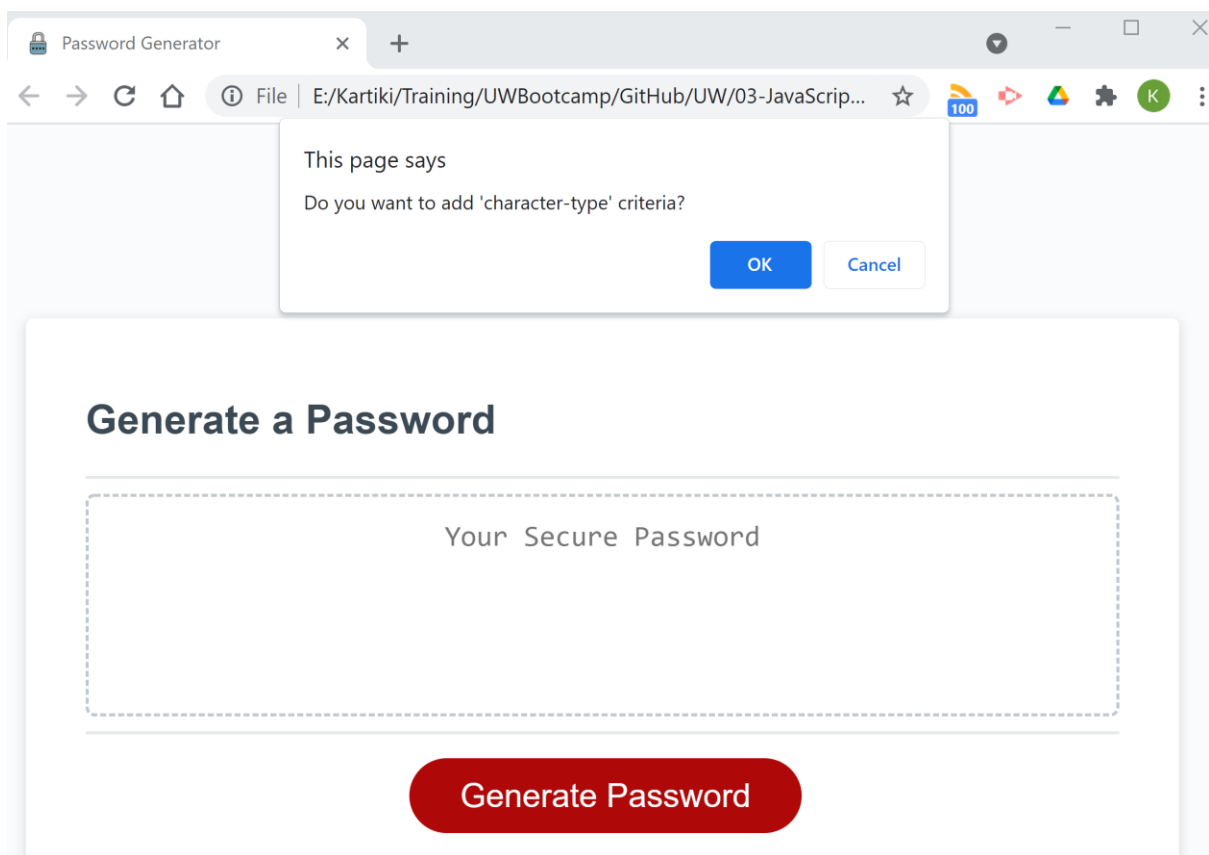 Password Generator
File E:/Kartiki/Training/UWBootcamp/GitHub/UW/03-JavaScrip...
100
K
This page says
Do you want to add 'character-type' criteria?
OK Cancel
Generate a Password
Your Secure Password
Generate Password